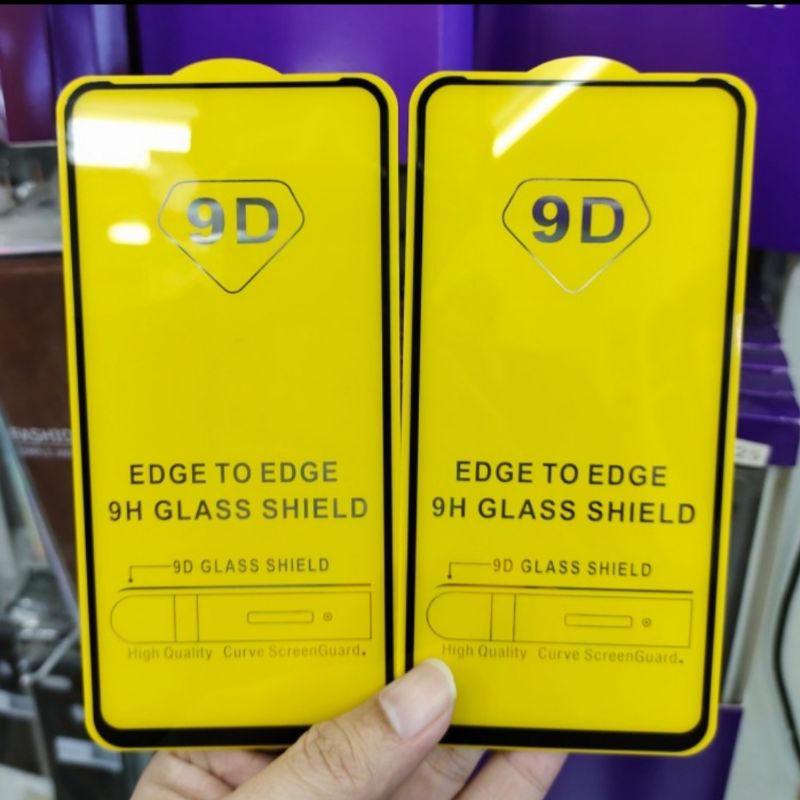 9D
EDGE TO EDGE
9H GLASS SHIELD
9D GLASS SHIELD
High Quality Curve ScreenGuard.
9D
EDGE TO EDGE
9H GLASS SHIELD
9D GLASS SHIELD
High Quality Curve ScreenGuard.
FASHIO